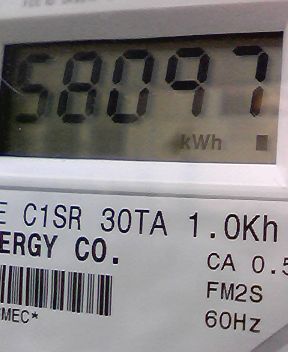 58097
kWh
E C1SR 30TA 1.0Kh
ERGY CO.
CA 0.5
FM2S
MEC*
60Hz